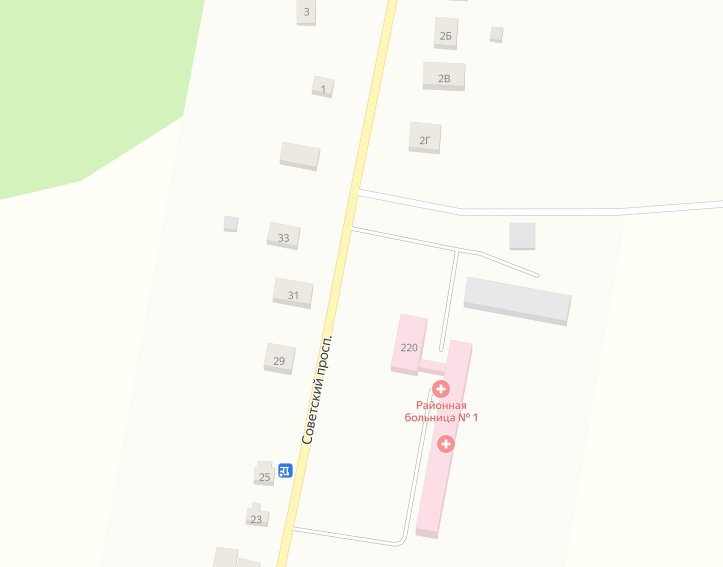 3
2Б
2В
1
2Г
33
31
220
29
Советский просп.
Районная
больница № 1
25
23